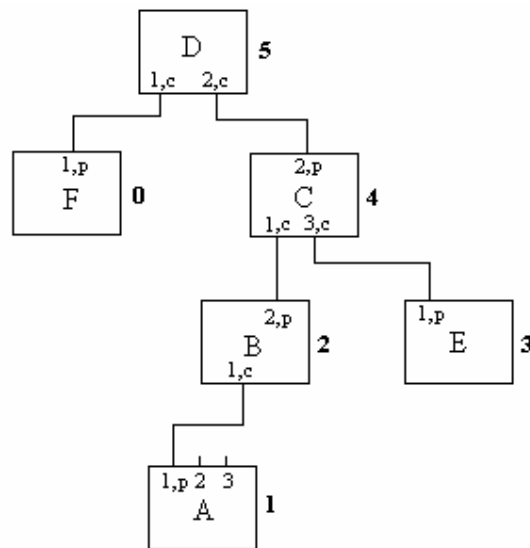 D 5
1,c 2,c
1,p
F 0
2,p
C 4
1,c 3,c
2,p
B 2
1,c
1,p
E 3
1,p 2 3
A 1